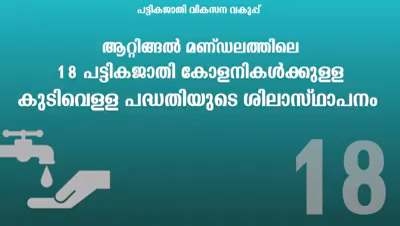 പട്ടികജാതി വികസന വകുപ്പ്
ആറ്റിങ്ങൽ മണ്ഡലത്തിലെ
18 പട്ടികജാതി കോളനികൾക്കുള്ള
കുടിവെള്ള പദ്ധതിയുടെ ശിലാസ്ഥാപനം
18